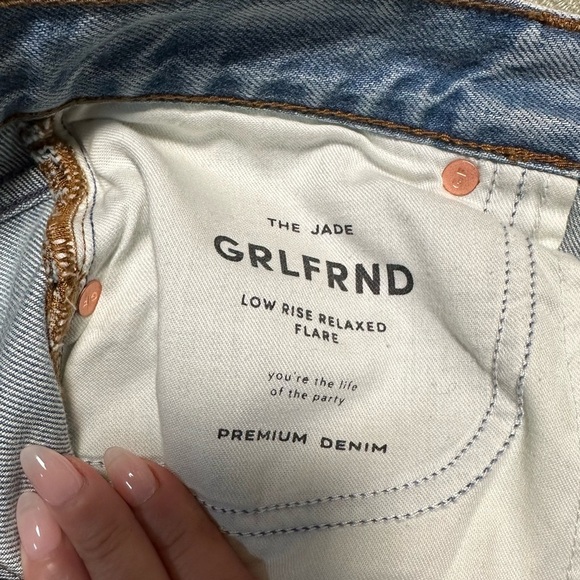 THE JADE
GRLFRND
LOW RISE RELAXED
FLARE
you're the life
of the party
PREMIUM DENIM